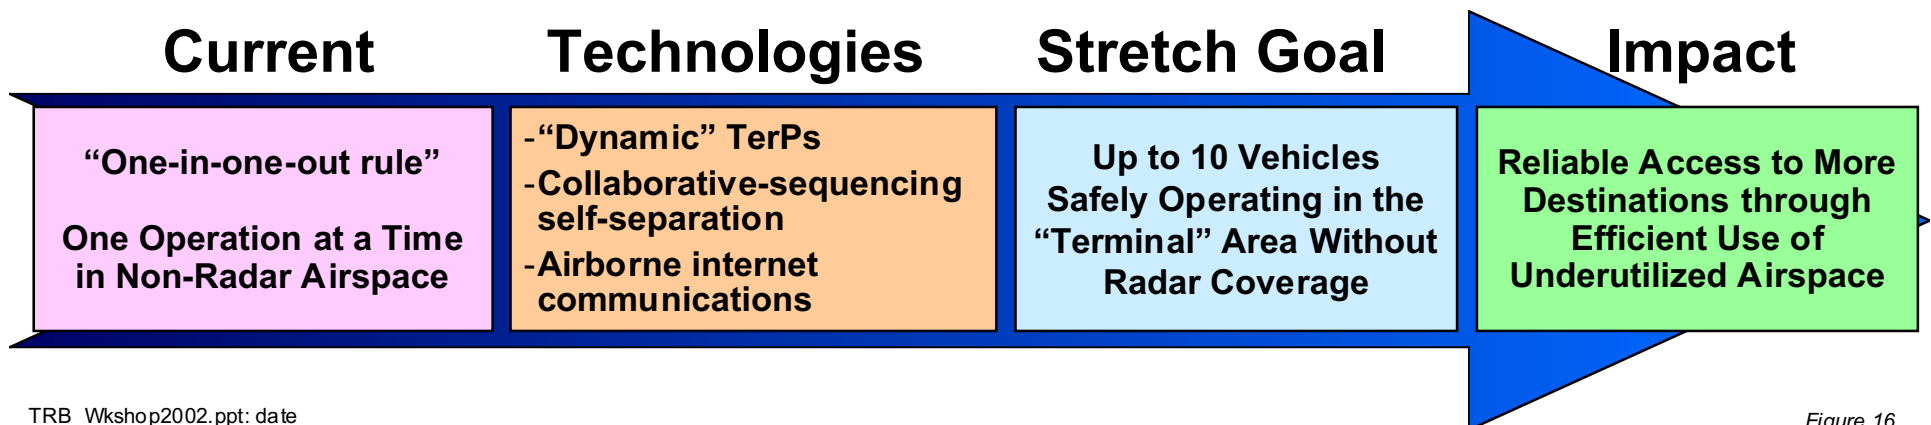 Current
Technologies
Stretch Goal
Impact
“One-in-one-out rule”
One Operation at a Time
in Non-Radar Airspace
-“Dynamic” TerPs
-Collaborative-sequencing
self-separation
-Airborne internet
communications
Up to 10 Vehicles
Safely Operating in the
“Terminal” Area Without
Radar Coverage
Reliable Access to More
Destinations through
Efficient Use of
Underutilized Airspace
TRB Wkshop2002.ppt: date
Figure 16